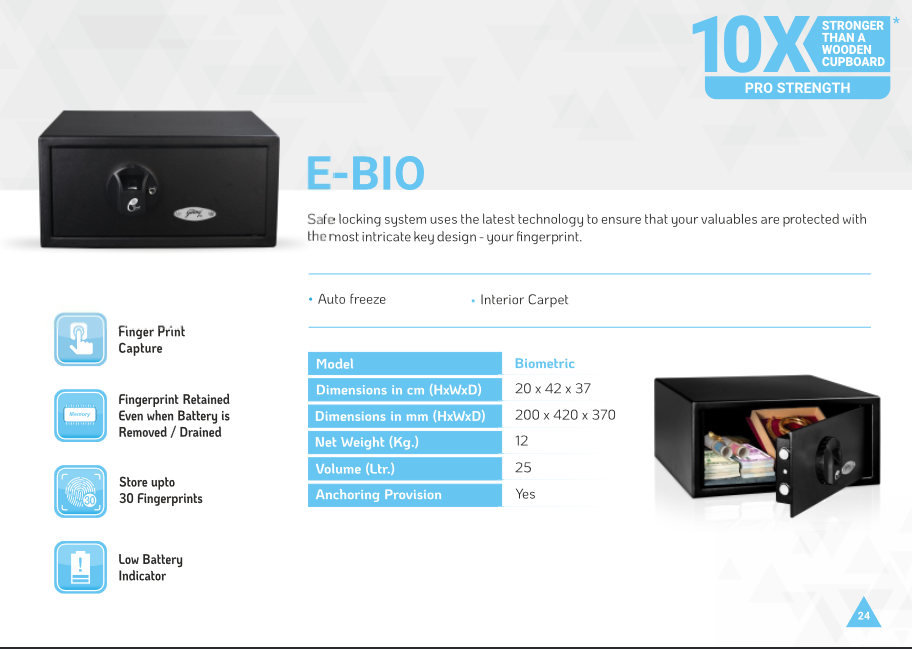 10X
STRONGER
THAN A
WOODEN
CUPBOARD
*
PRO STRENGTH
E-BIO
Safe locking system uses the latest technology to ensure that your valuables are protected with
the most intricate key design - your fingerprint.
• Auto freeze
• Interior Carpet
Finger Print
Capture
Fingerprint Retained
Even when Battery is
Removed / Drained
Memory
Store upto
30 Fingerprints
30
Low Battery
Indicator
!
Model Biometric
Dimensions in cm (HxWxD) 20 x 42 x 37
Dimensions in mm (HxWxD) 200 x 420 x 370
Net Weight (Kg.) 12
Volume (Ltr.) 25
Anchoring Provision Yes
Godrej
24